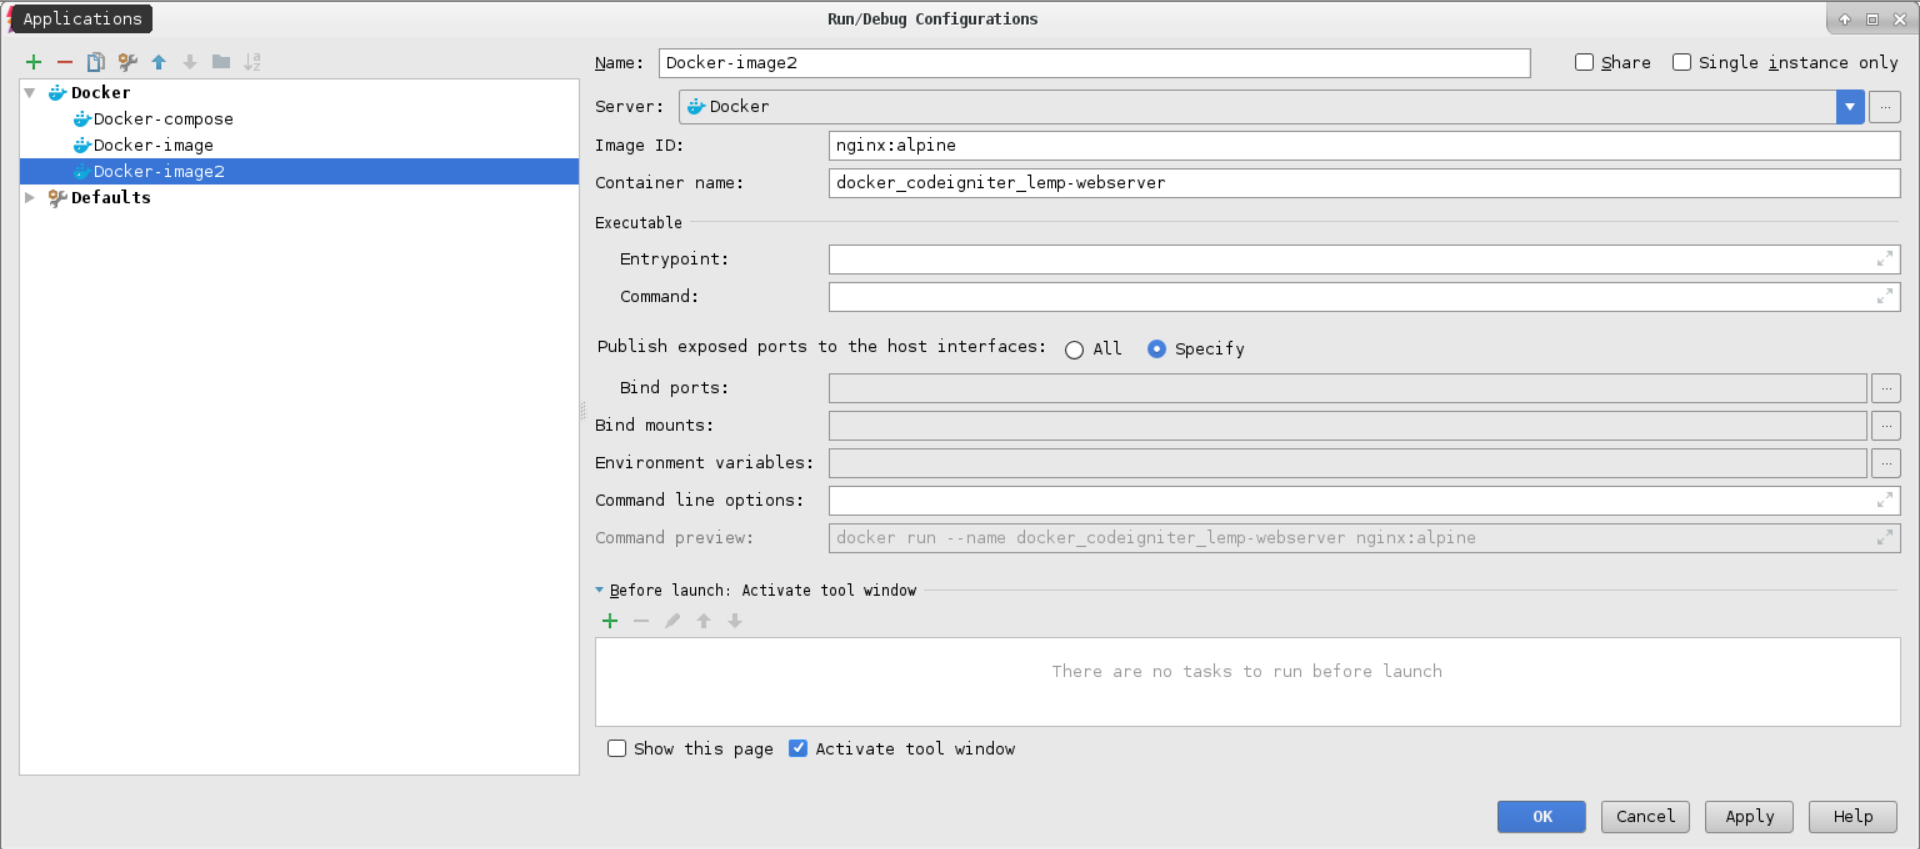 Applications
Run/Debug Configurations
Docker
Docker-compose
Docker-image
Docker-image2
Defaults
Name: Docker-image2
Share
Single instance only
Server: Docker
...
Image ID: nginx:alpine
Container name: docker_codeigniter_lemp-webserver
Executable
Entrypoint:
Command:
Publish exposed ports to the host interfaces: All Specify
Bind ports: ...
Bind mounts: ...
Environment variables: ...
Command line options:
Command preview: docker run --name docker_codeigniter_lemp-webserver nginx:alpine
Before launch: Activate tool window
There are no tasks to run before launch
Show this page Activate tool window
OK Cancel Apply Help